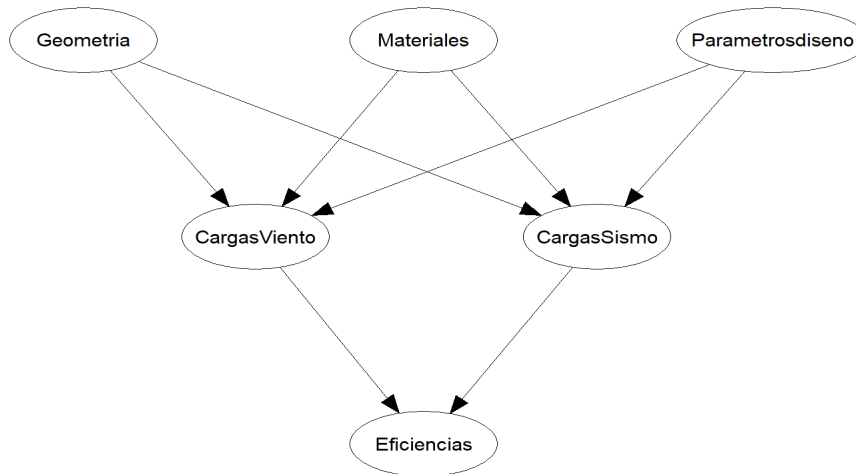 Geometria
Materiales
Parametrosdiseno
CargasViento
CargasSismo
Eficiencias